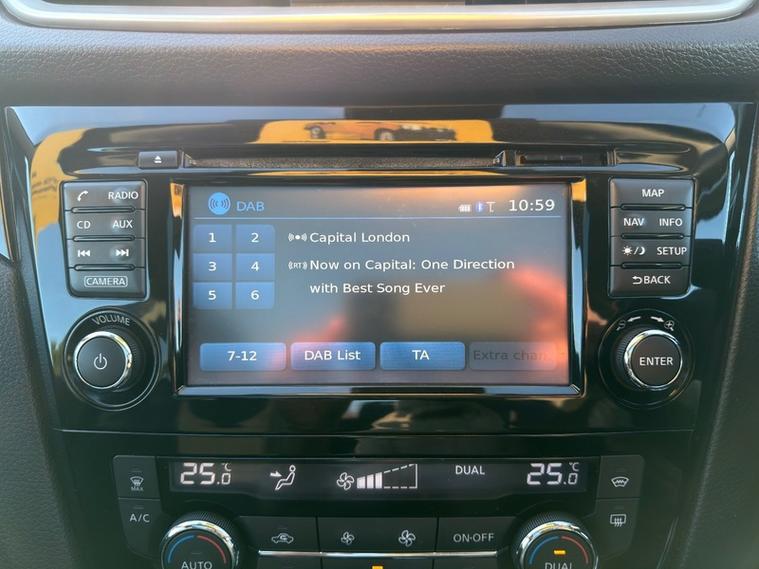 RADIO
CD AUX
CAMERA
VOLUME
DAB 10:59
1 2 Capital London
3 4 RT Now on Capital: One Direction
with Best Song Ever
5 6
7-12 DAB List TA
MAP
NAV INFO
SETUP
BACK
ENTER
25.0 °C DUAL 25.0 °C
MAX
A/C
AUTO
ON·OFF
DUAL